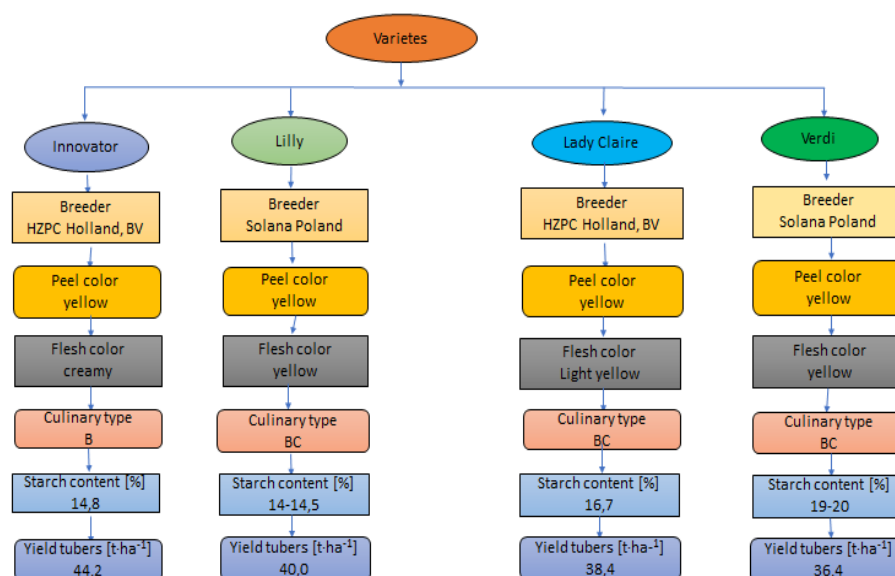 Varietes
Innovator
Lilly
Lady Claire
Verdi
Breeder
HZPC Holland, BV
Breeder
Solana Poland
Breeder
HZPC Holland, BV
Breeder
Solana Poland
Peel color
yellow
Peel color
yellow
Peel color
yellow
Peel color
yellow
Flesh color
creamy
Flesh color
yellow
Flesh color
Light yellow
Flesh color
yellow
Culinary type
B
Culinary type
BC
Culinary type
BC
Culinary type
BC
Starch content [%]
14,8
Starch content [%]
14-14,5
Starch content [%]
16,7
Starch content [%]
19-20
Yield tubers [t·ha⁻¹]
44,2
Yield tubers [t·ha⁻¹]
40,0
Yield tubers [t·ha-¹]
38,4
Yield tubers [t·ha⁻¹]
36,4